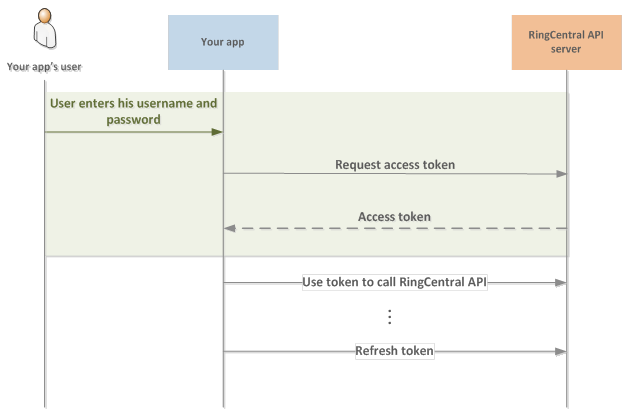 Your app's user
Your app
RingCentral API
server
User enters his username and
password
Request access token
Access token
Use token to call RingCentral API
Refresh token